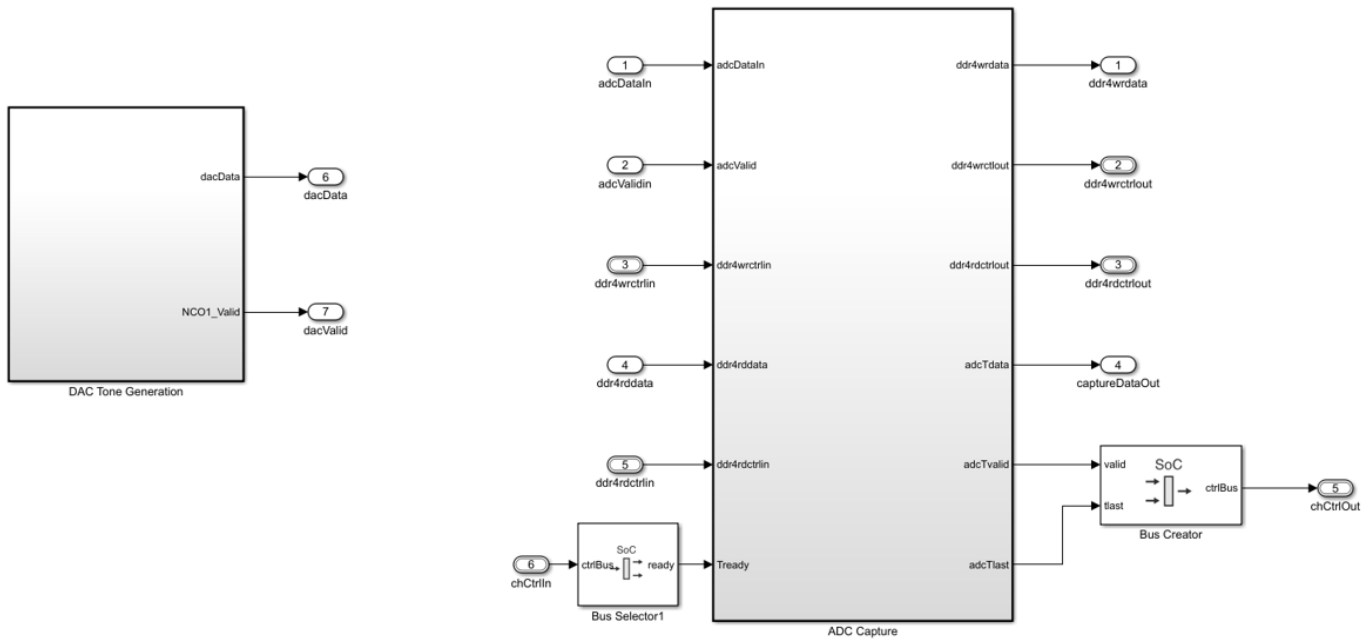 dacData
6
dacData
NCO1_Valid
7
dacValid
DAC Tone Generation
1
adcDataIn
2
adcValidin
3
ddr4wrctrlin
4
ddr4rddata
5
ddr4rdctrlin
6
chCtrlIn
SoC
ctrlBus
ready
Bus Selector1
adcDataIn
adcValid
ddr4wrctrlin
ddr4rddata
ddr4rdctrlin
Tready
ddr4wrdata
ddr4wrctlout
ddr4rdctrlout
adcTdata
adcTvalid
adcTlast
ADC Capture
1
ddr4wrdata
2
ddr4wrctrlout
3
ddr4rdctrlout
4
captureDataOut
valid
SoC
tlast
ctrlBus
Bus Creator
5
chCtrlOut